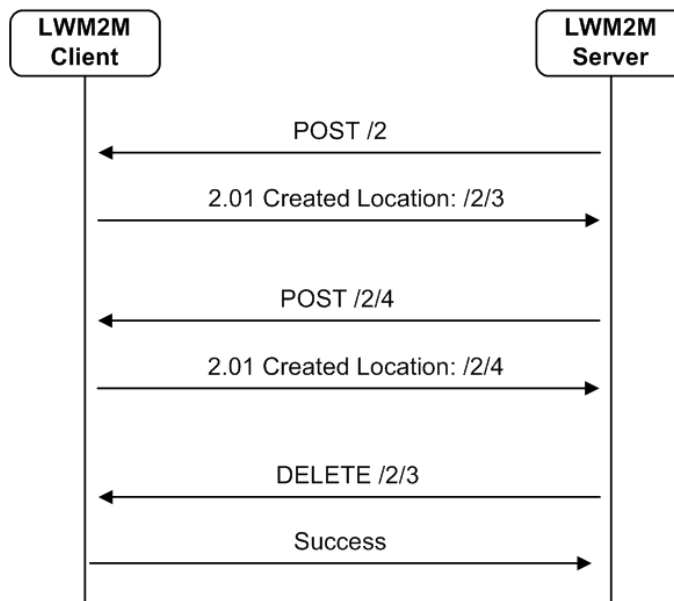 LWM2M
Client
LWM2M
Server
POST /2
2.01 Created Location: /2/3
POST /2/4
2.01 Created Location: /2/4
DELETE /2/3
Success